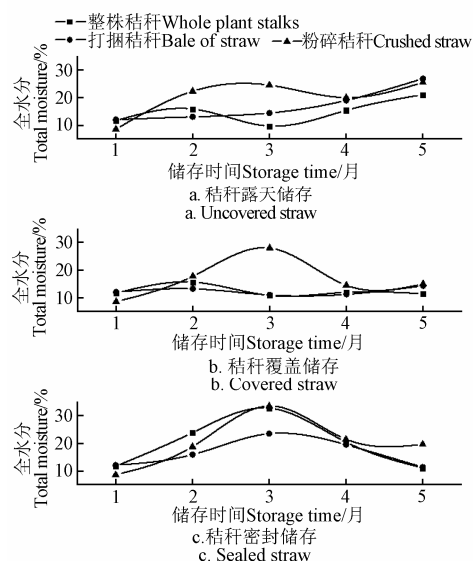 整株秸秆Whole plant stalks
打捆秸秆Bale of straw 粉碎秸秆Crushed straw
全水分
Total moisture/%
30
20
10
1 2 3 4 5
储存时间Storage time/月
a. 秸秆露天储存
a. Uncovered straw
全水分
Total moisture/%
30
20
10
1 2 3 4 5
储存时间Storage time/月
b. 秸秆覆盖储存
b. Covered straw
全水分
Total moisture/%
30
20
10
1 2 3 4 5
储存时间Storage time/月
c.秸秆密封储存
c. Sealed straw